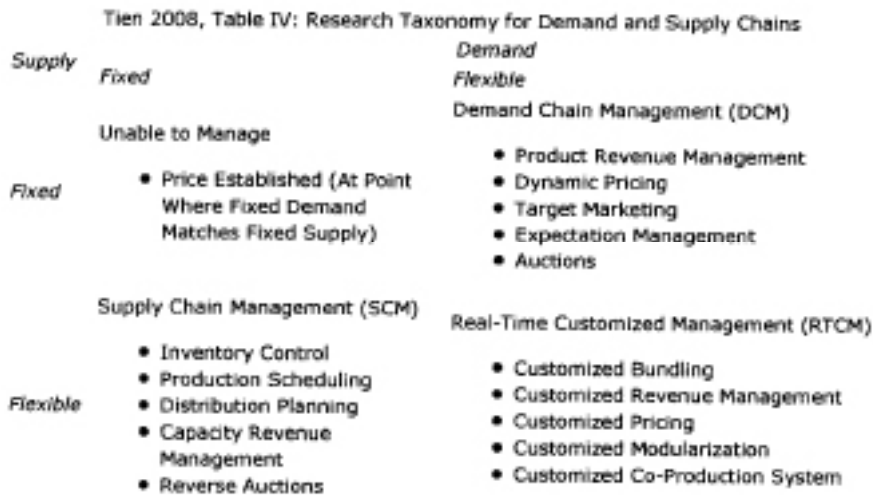 Tien 2008, Table IV: Research Taxonomy for Demand and Supply Chains
Supply
Demand
Fixed
Flexible
Fixed
Unable to Manage
• Price Established (At Point
Where Fixed Demand
Matches Fixed Supply)
Demand Chain Management (DCM)
• Product Revenue Management
• Dynamic Pricing
• Target Marketing
• Expectation Management
• Auctions
Flexible
Supply Chain Management (SCM)
• Inventory Control
• Production Scheduling
• Distribution Planning
• Capacity Revenue
Management
• Reverse Auctions
Real-Time Customized Management (RTCM)
• Customized Bundling
• Customized Revenue Management
• Customized Pricing
• Customized Modularization
• Customized Co-Production System